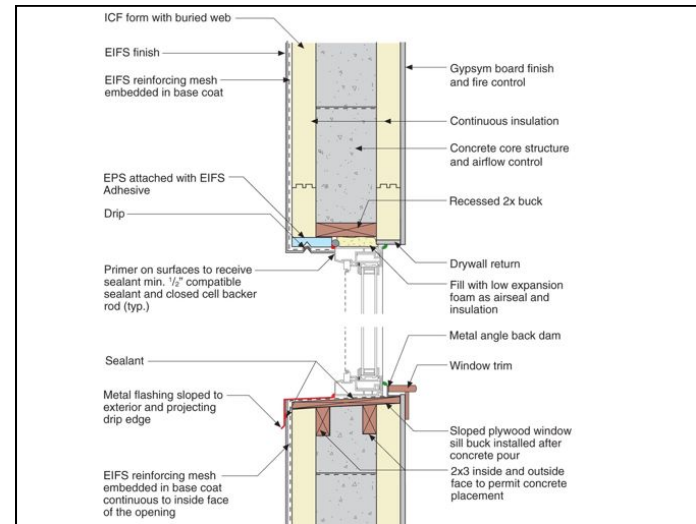 ICF form with buried web
EIFS finish
EIFS reinforcing mesh
embedded in base coat
EPS attached with EIFS
Adhesive
Drip
Primer on surfaces to receive
sealant min. 1/2" compatible
sealant and closed cell backer
rod (typ.)
Sealant
Metal flashing sloped to
exterior and projecting
drip edge
EIFS reinforcing mesh
embedded in base coat
continuous to inside face
of the opening
Gypsym board finish
and fire control
Continuous insulation
Concrete core structure
and airflow control
Recessed 2x buck
Drywall return
Fill with low expansion
foam as airseal and
insulation
Metal angle back dam
Window trim
Sloped plywood window
sill buck installed after
concrete pour
2x3 inside and outside
face to permit concrete
placement